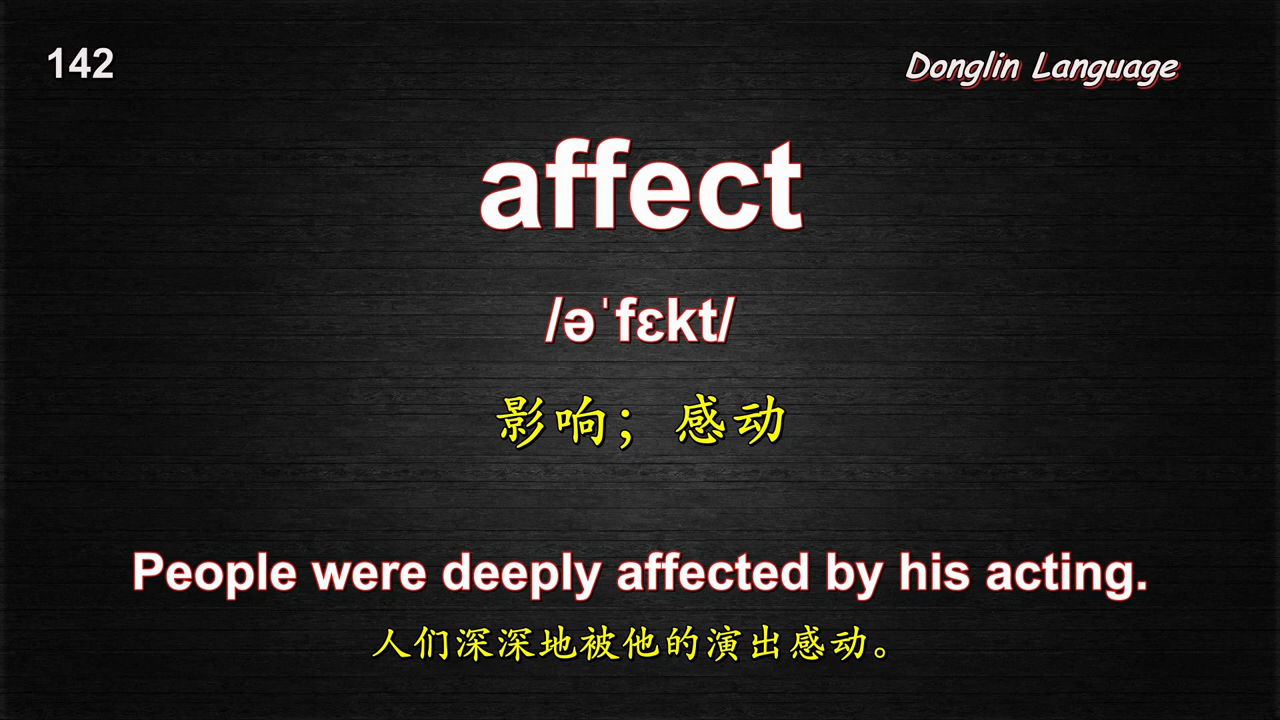 142
Donglin Language
affect
/əˈfɛkt/
影响；感动
People were deeply affected by his acting.
人们深深地被他的演出感动。